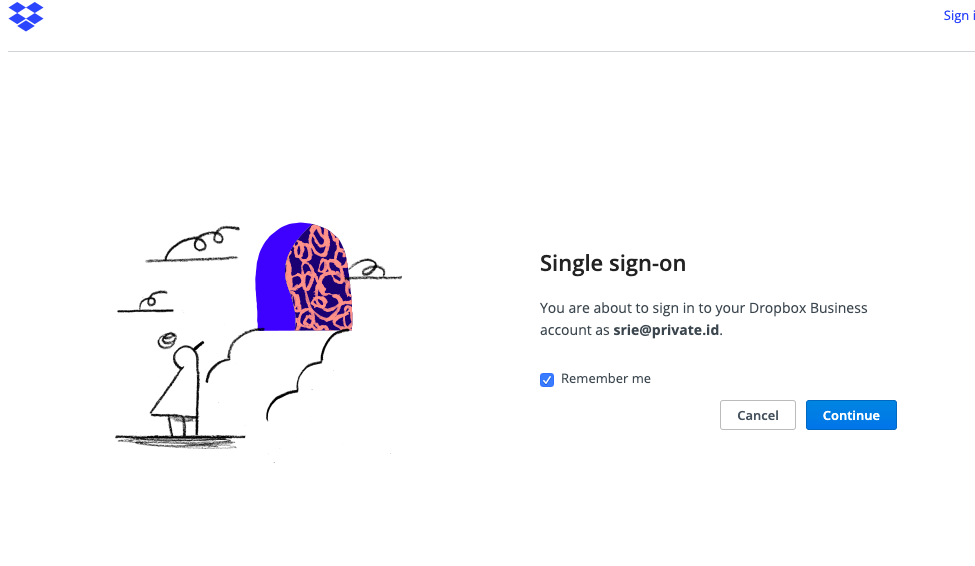 Sign i
Single sign-on
You are about to sign in to your Dropbox Business
account as srie@private.id.
Remember me
Cancel
Continue